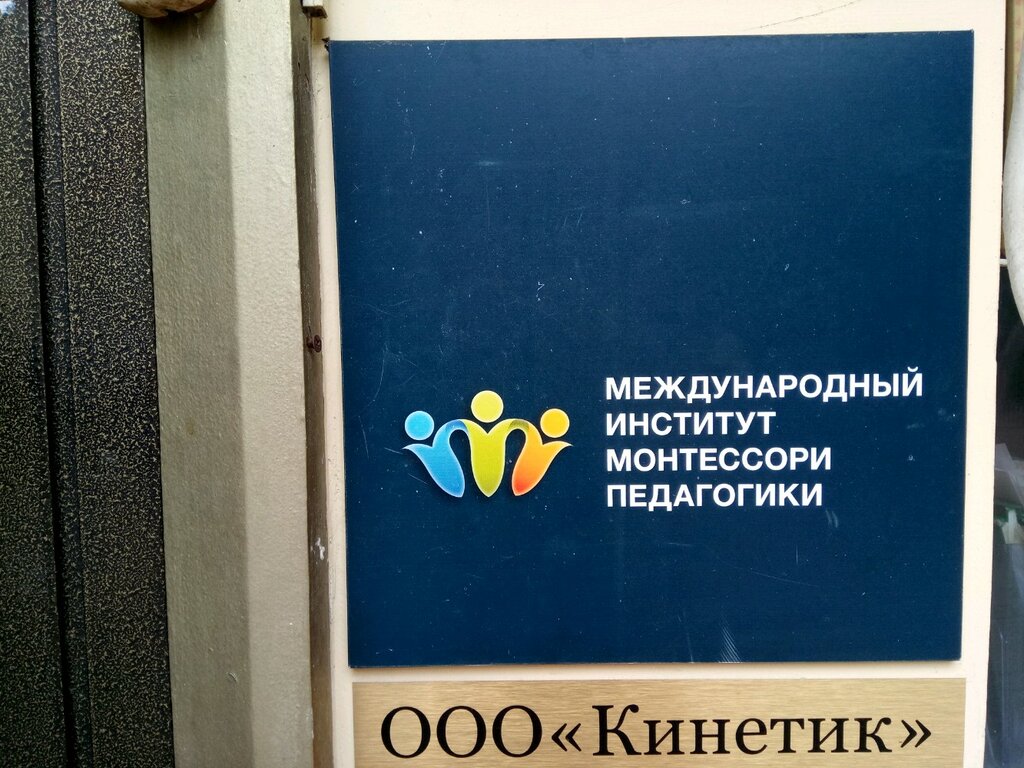 МЕЖДУНАРОДНЫЙ
ИНСТИТУТ
МОНТЕССОРИ
ПЕДАГОГИКИ
ООО «Кинетик»